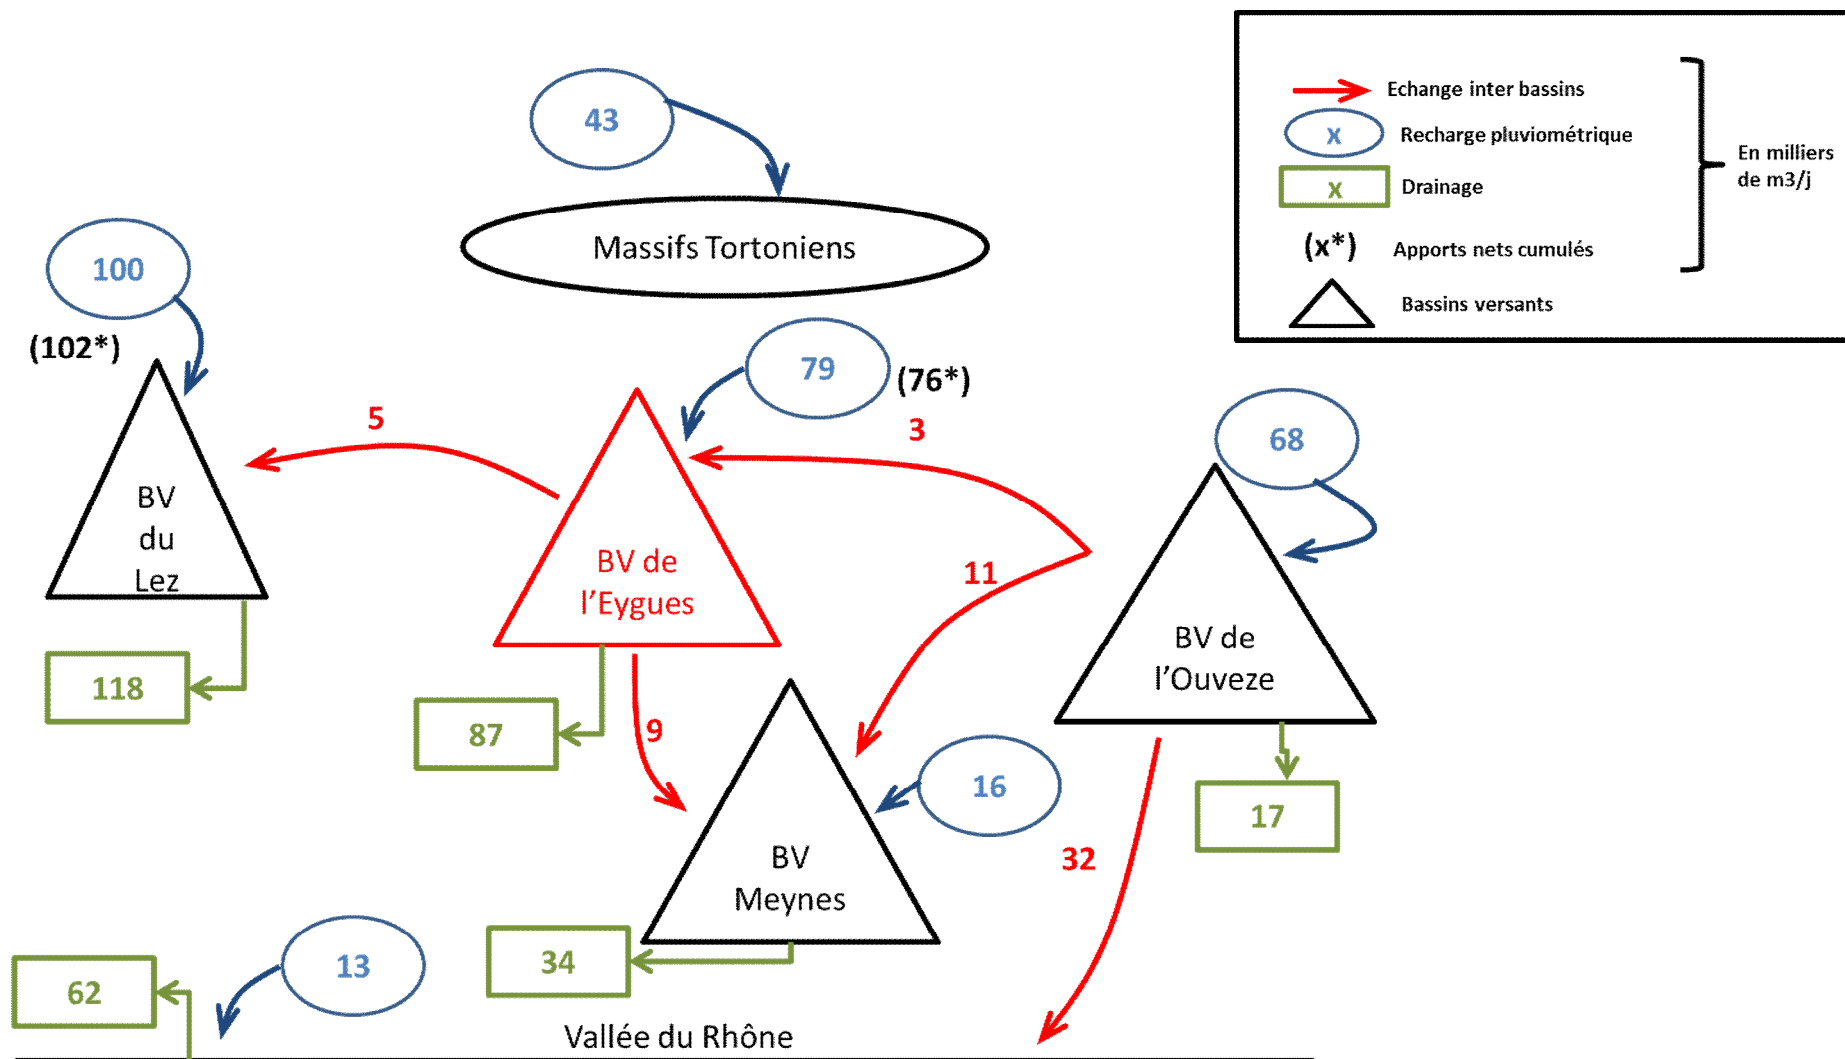 43
Massifs Tortoniens
Echange inter bassins
x
Recharge pluviométrique
x
Drainage
(x*)
Apports nets cumulés
Bassins versants
En milliers
de m3/j
100
(102*)
79
(76*)
5
3
68
BV
du
Lez
BV de
l'Eygues
11
BV de
l'Ouveze
118
87
9
16
17
32
BV
Meynes
34
13
62
Vallée du Rhône